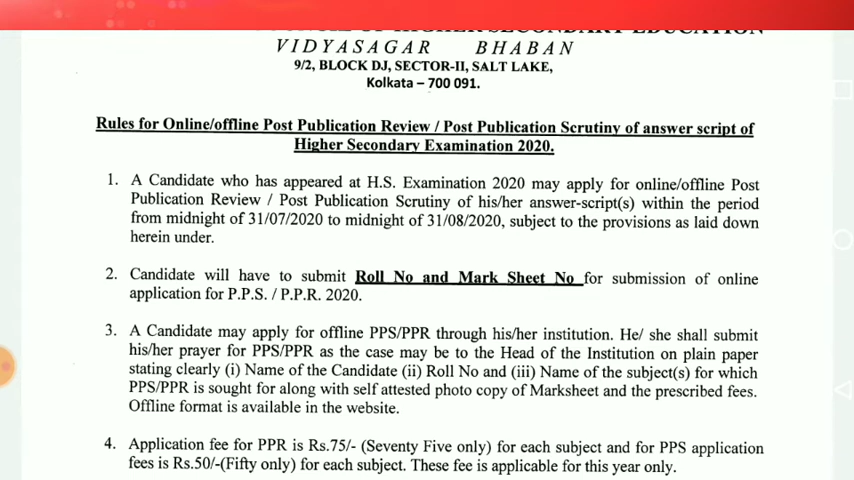 HIGHER SECONDARY EDUCATION
VIDYASAGAR BHABAN
9/2, BLOCK DJ, SECTOR-II, SALT LAKE,
Kolkata – 700 091.
Rules for Online/offline Post Publication Review / Post Publication Scrutiny of answer script of
Higher Secondary Examination 2020.
1. A Candidate who has appeared at H.S. Examination 2020 may apply for online/offline Post
Publication Review / Post Publication Scrutiny of his/her answer-script(s) within the period
from midnight of 31/07/2020 to midnight of 31/08/2020, subject to the provisions as laid down
herein under.
2. Candidate will have to submit Roll No and Mark Sheet No for submission of online
application for P.P.S. / P.P.R. 2020.
3. A Candidate may apply for offline PPS/PPR through his/her institution. He/ she shall submit
his/her prayer for PPS/PPR as the case may be to the Head of the Institution on plain paper
stating clearly (i) Name of the Candidate (ii) Roll No and (iii) Name of the subject(s) for which
PPS/PPR is sought for along with self attested photo copy of Marksheet and the prescribed fees.
Offline format is available in the website.
4. Application fee for PPR is Rs.75/- (Seventy Five only) for each subject and for PPS application
fees is Rs.50/-(Fifty only) for each subject. These fee is applicable for this year only.